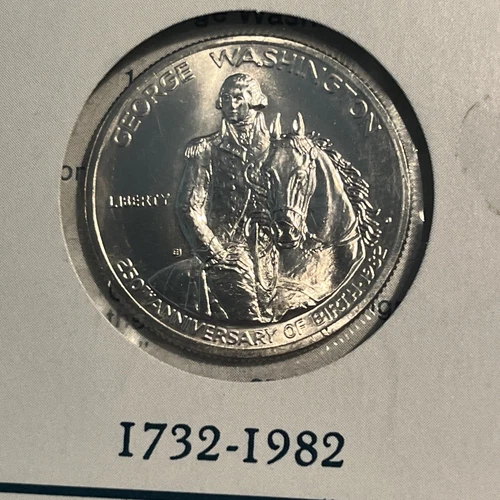 GEORGE WASHINGTON
LIBERTY
250TH ANNIVERSARY OF BIRTH 1982
1732-1982